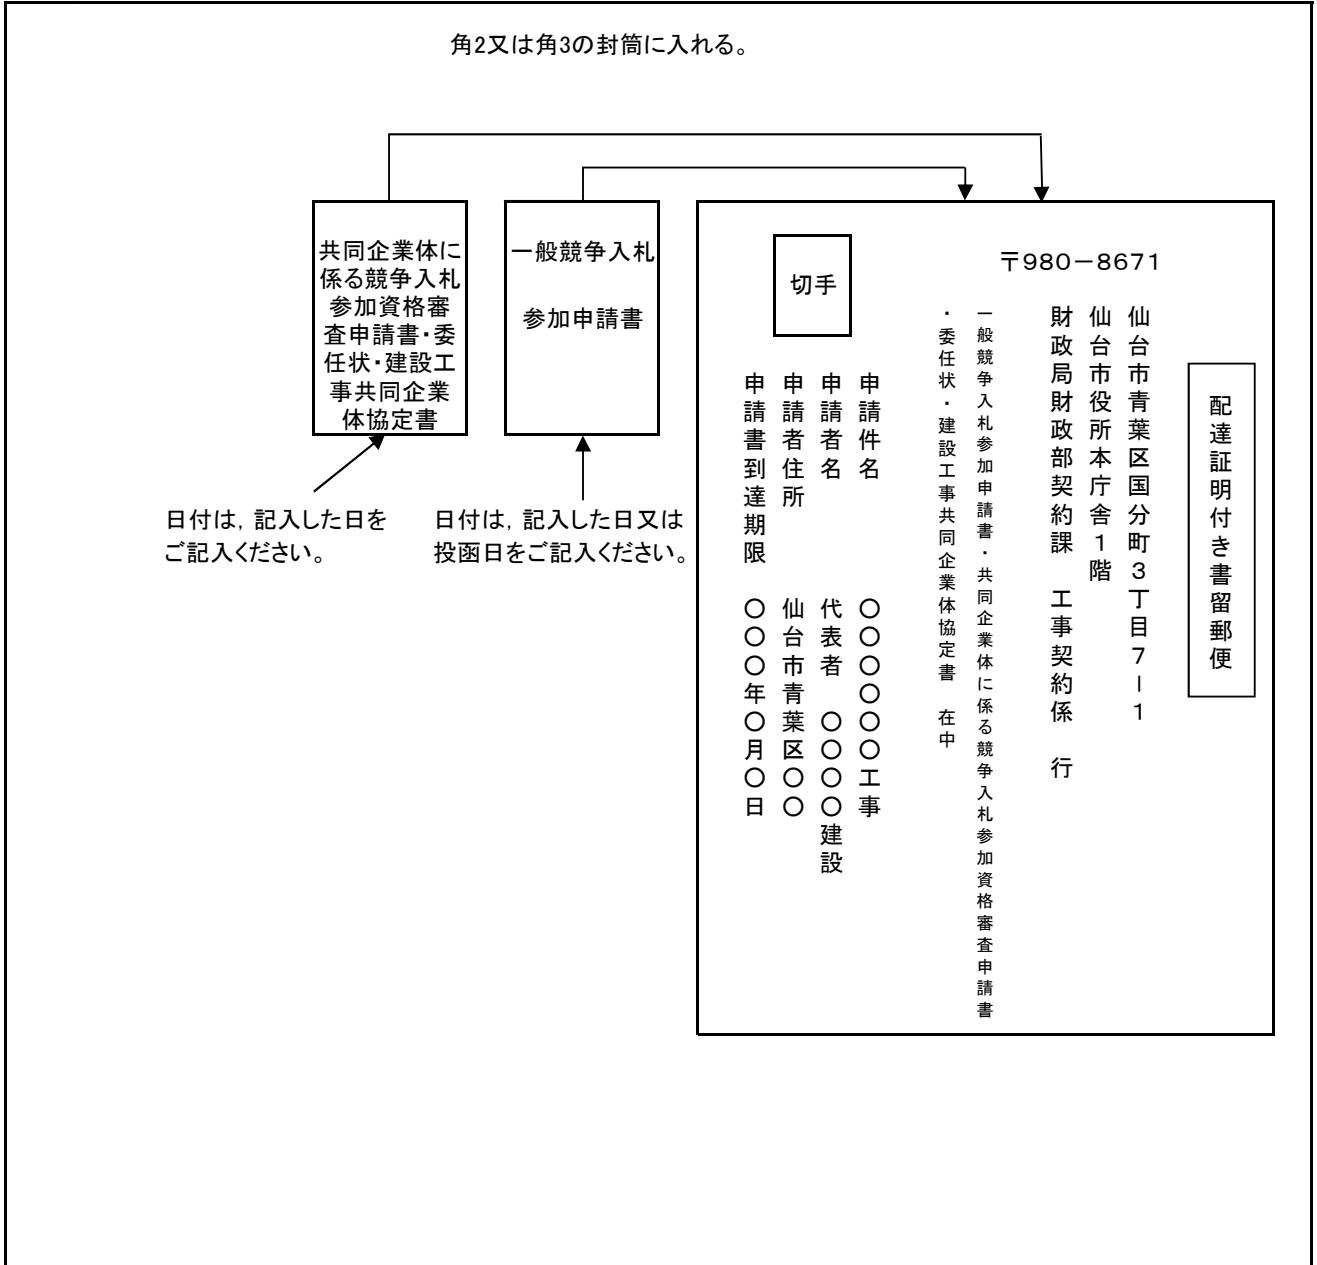 角2又は角3の封筒に入れる。
共同企業体に
係る競争入札
参加資格審
査申請書・委
任状・建設工
事共同企業
体協定書
一般競争入札
参加申請書
日付は，記入した日を
ご記入ください。
日付は，記入した日又は
投函日をご記入ください。
切手
〒980－8671
配達証明付き書留郵便
仙台市青葉区国分町３丁目７－１
仙台市役所本庁舎１階
財政局財政部契約課　工事契約係　行
一般競争入札参加申請書・共同企業体に係る競争入札参加資格審査申請書
・委任状・建設工事共同企業体協定書　在中
申請件名　〇〇〇〇〇〇工事
申請者名　代表者　〇〇〇〇建設
申請者住所　仙台市青葉区〇〇
申請書到達期限　〇〇〇年〇月〇日